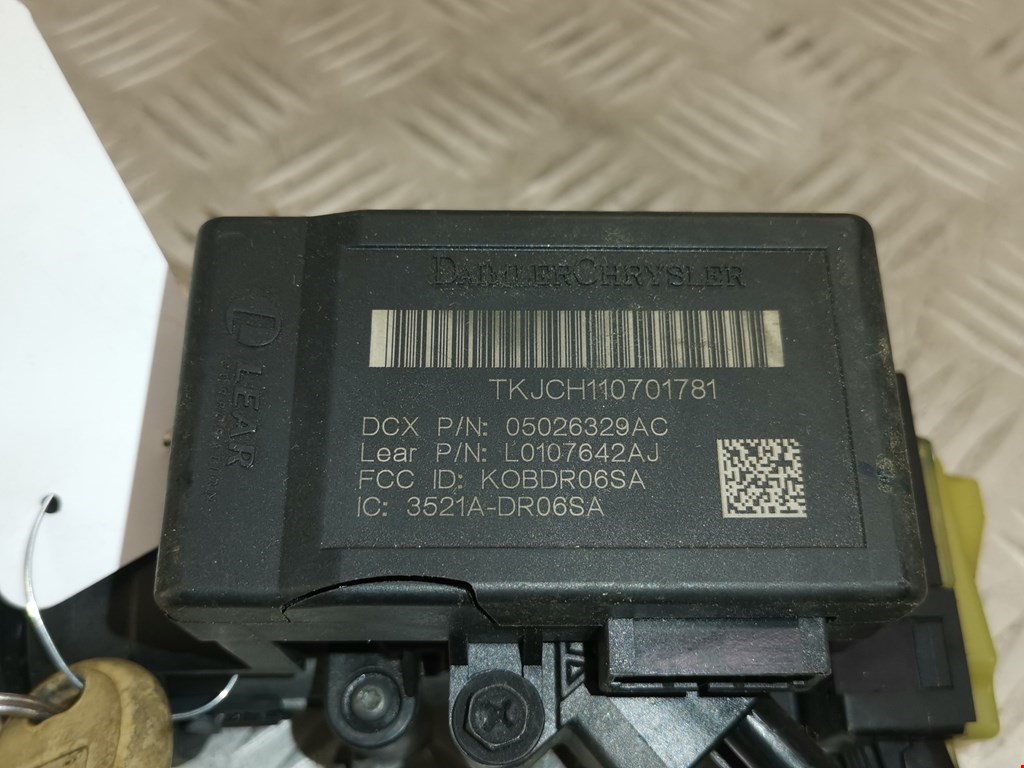 DAIMLERCHRYSLER
LEAR
TKJCH110701781
DCX P/N: 05026329AC
Lear P/N: L0107642AJ
FCC ID: KOBDR06SA
IC: 3521A-DR06SA